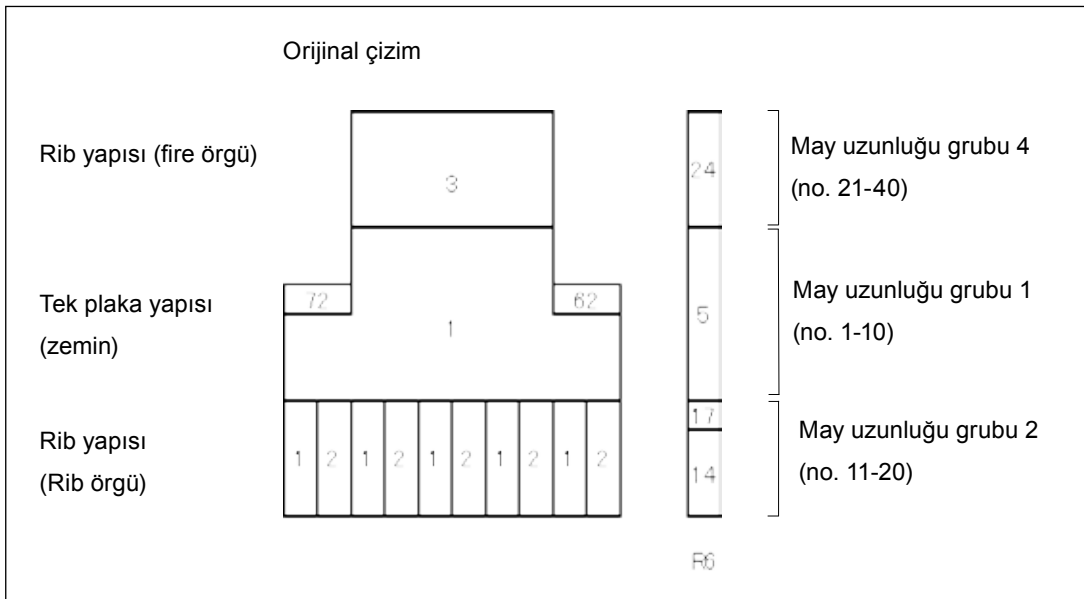 Orijinal çizim
Rib yapısı (fire örgü)
3
24
May uzunluğu grubu 4
(no. 21-40)
Tek plaka yapısı
(zemin)
72
62
1
5
May uzunluğu grubu 1
(no. 1-10)
Rib yapısı
(Rib örgü)
1 2 1 2 1 2 1 2 1 2
17
14
May uzunluğu grubu 2
(no. 11-20)
R6